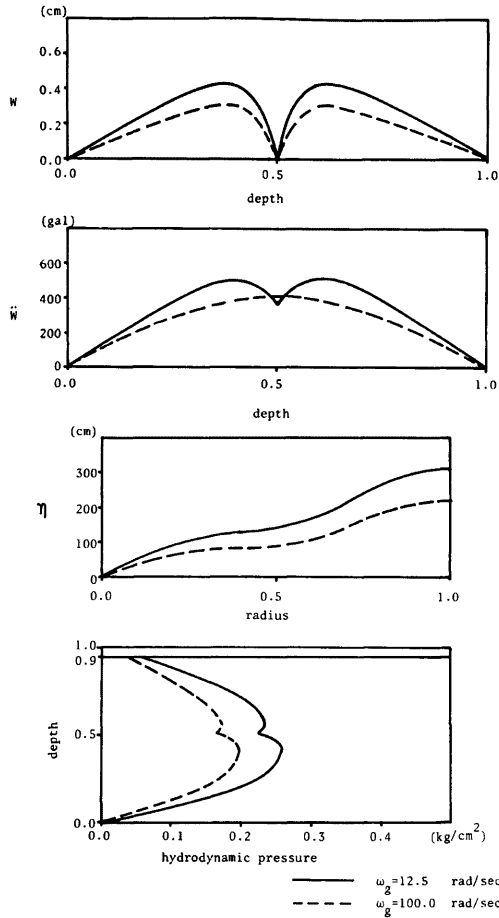 (cm)
0.6
0.4
W
0.2
0.0
0.0 0.5 1.0
depth
(gal)
600
Ẅ
400
200
0
0.0 0.5 1.0
depth
(cm)
300
η
200
100
0
0.0 0.5 1.0
radius
1.0
0.9
depth
0.5
0.0
0.0 0.1 0.2 0.3 0.4 (kg/cm²)
hydrodynamic pressure
ω_g=12.5 rad/sec
ω_g=100.0 rad/sec